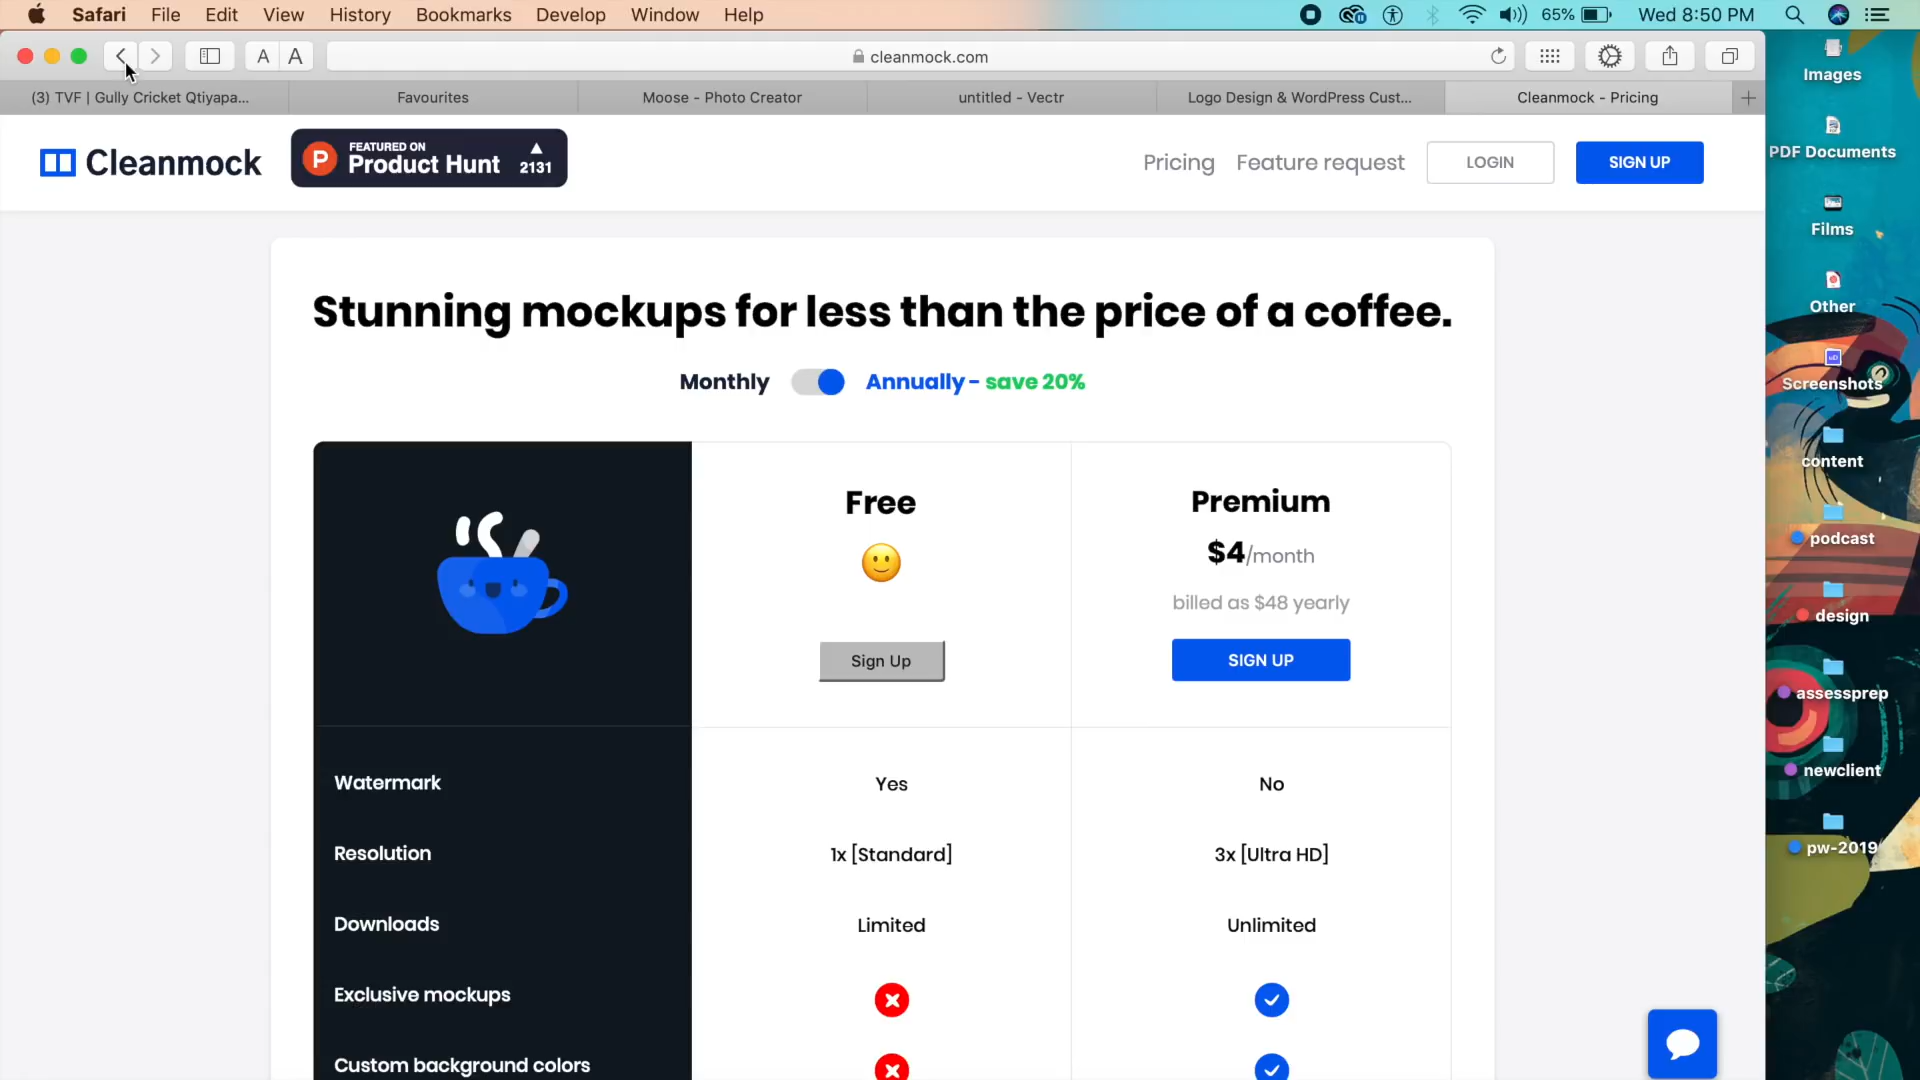 Safari File Edit View History Bookmarks Develop Window Help 65% Wed 8:50 PM
A A cleanmock.com
(3) TVF | Gully Cricket Qtiyapa... Favourites Moose - Photo Creator untitled - Vectr Logo Design & WordPress Cust... Cleanmock - Pricing
Cleanmock
P FEATURED ON
Product Hunt 2131
Pricing Feature request LOGIN SIGN UP
Stunning mockups for less than the price of a coffee.
Monthly Annually - save 20%
Free
Sign Up
Premium
$4/month
billed as $48 yearly
SIGN UP
Watermark Yes No
Resolution 1x [Standard] 3x [Ultra HD]
Downloads Limited Unlimited
Exclusive mockups
Custom background colors
Images
PDF Documents
Films
Other
Screenshots
content
podcast
design
assessprep
newclient
pw-2019